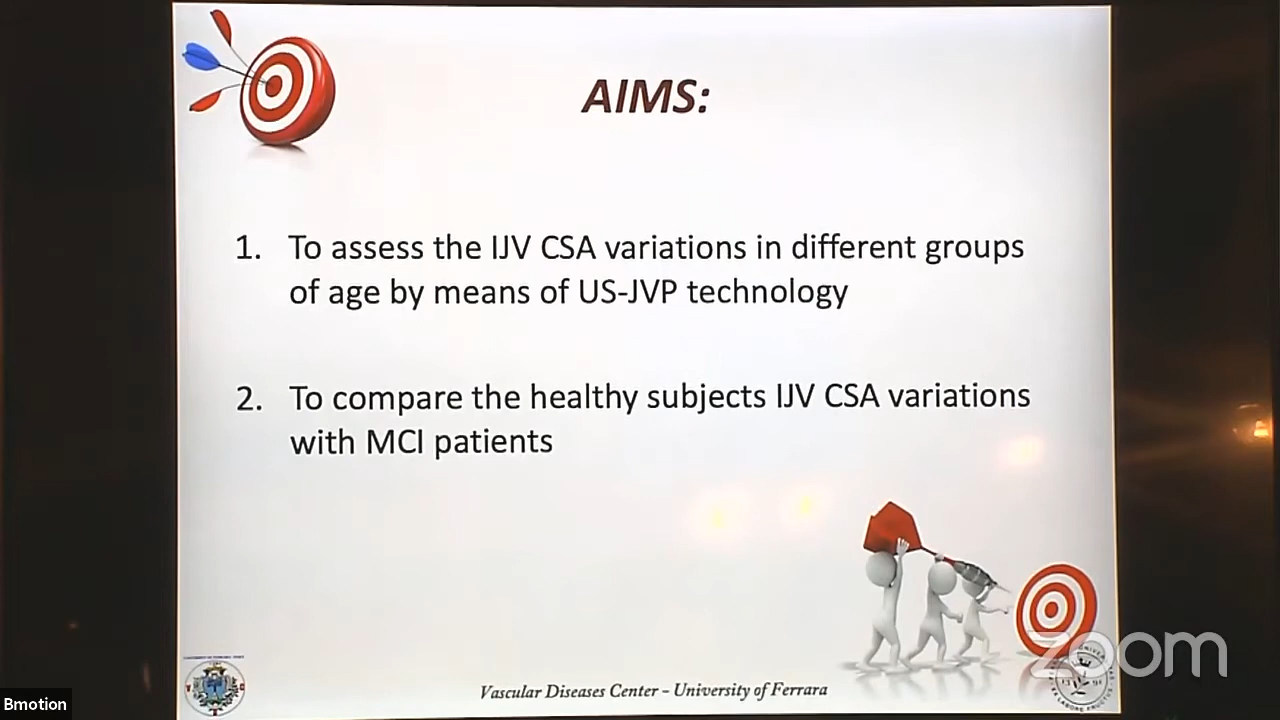 AIMS:
1. To assess the IJV CSA variations in different groups
of age by means of US-JVP technology
2. To compare the healthy subjects IJV CSA variations
with MCI patients
zoom
Vascular Diseases Center – University of Ferrara
Bmotion